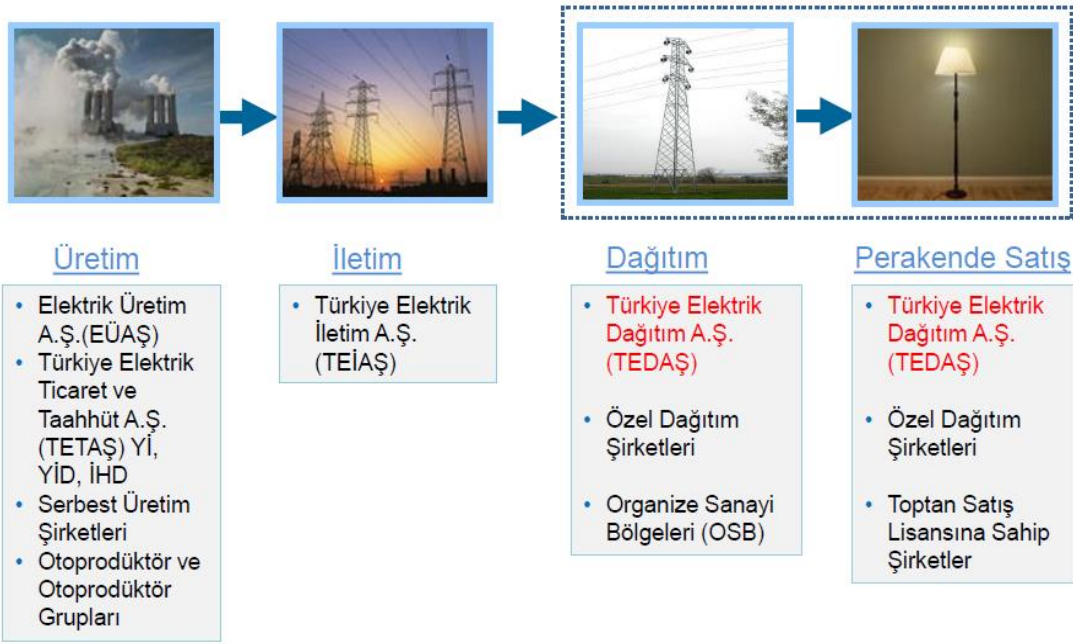 Üretim
• Elektrik Üretim
A.Ş.(EÜAŞ)
• Türkiye Elektrik
Ticaret ve
Taahhüt A.Ş.
(TETAŞ) Yİ,
YİD, İHD
• Serbest Üretim
Şirketleri
• Otoprodüktör ve
Otoprodüktör
Grupları
İletim
• Türkiye Elektrik
İletim A.Ş.
(TEİAŞ)
Dağıtım
• Türkiye Elektrik
Dağıtım A.Ş.
(TEDAŞ)
• Özel Dağıtım
Şirketleri
• Organize Sanayi
Bölgeleri (OSB)
Perakende Satış
• Türkiye Elektrik
Dağıtım A.Ş.
(TEDAŞ)
• Özel Dağıtım
Şirketleri
• Toptan Satış
Lisansına Sahip
Şirketler